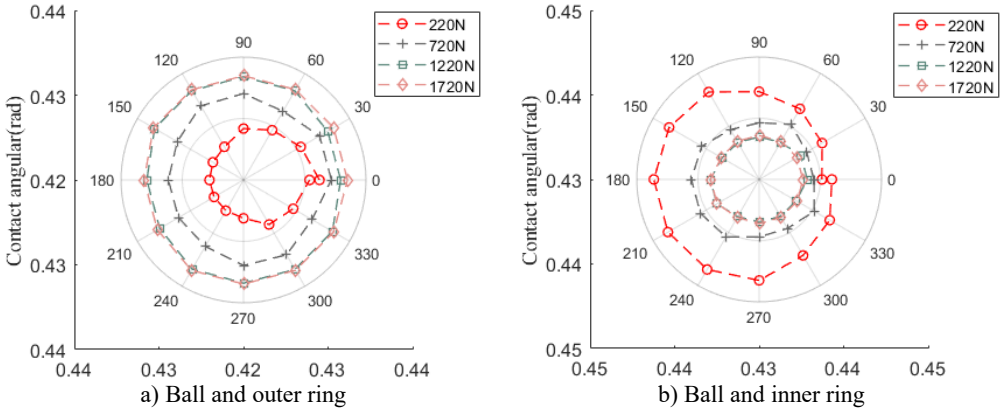 0.44
0.43
0.42
0.43
0.44
Contact angular(rad)
90
60
30
0
330
300
270
240
210
180
150
120
220N
720N
1220N
1720N
0.44 0.43 0.42 0.43 0.44
a) Ball and outer ring
0.45
0.44
0.43
0.44
0.45
Contact angular(rad)
90
60
30
0
330
300
270
240
210
180
150
120
220N
720N
1220N
1720N
0.45 0.44 0.43 0.44 0.45
b) Ball and inner ring